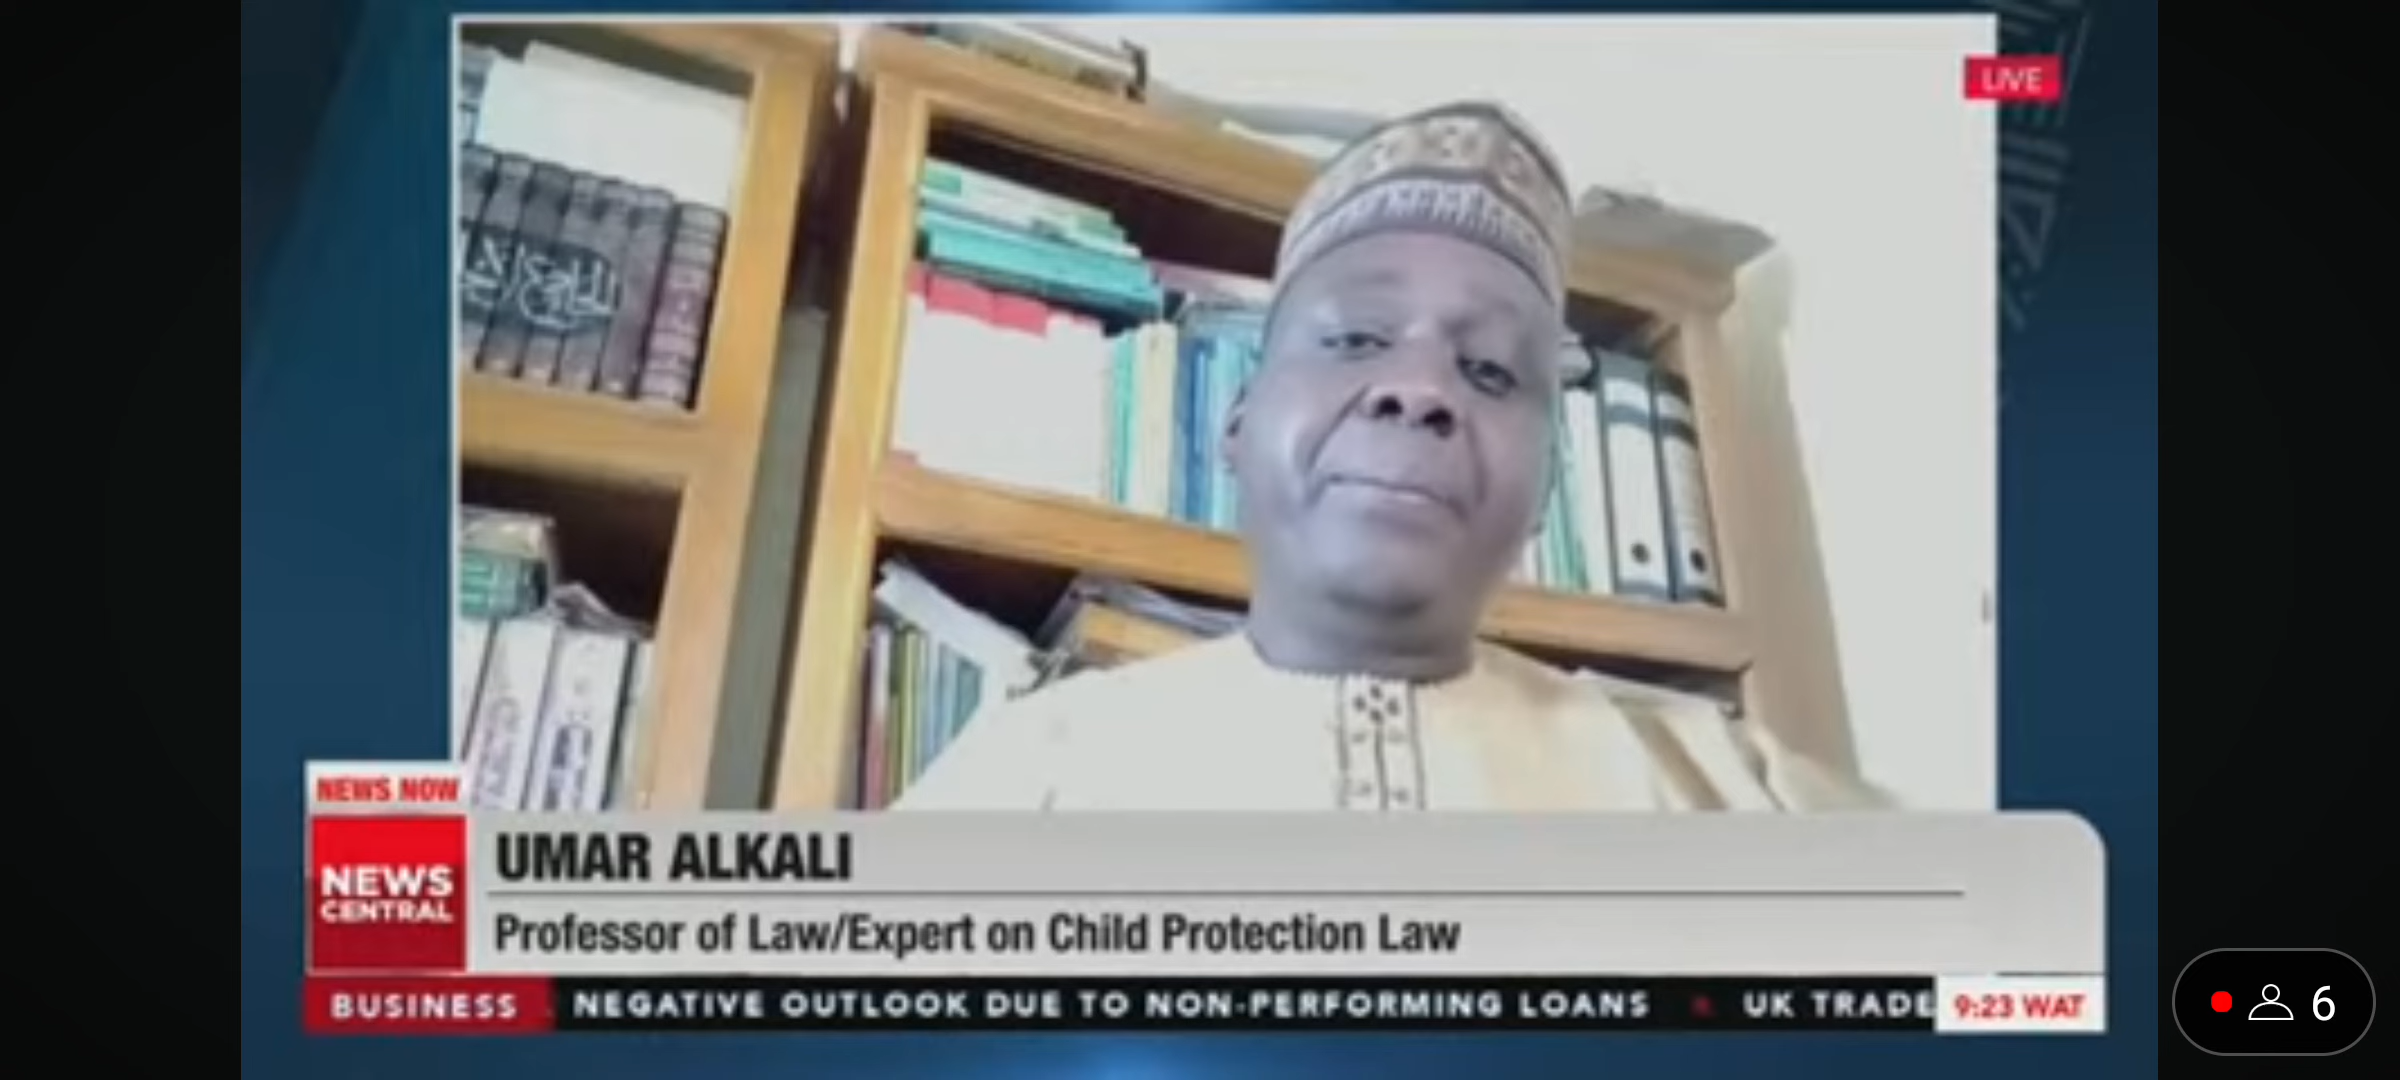 LIVE
NEWS NOW
NEWS
CENTRAL
UMAR ALKALI
Professor of Law/Expert on Child Protection Law
BUSINESS
NEGATIVE OUTLOOK DUE TO NON-PERFORMING LOANS
UK TRADE
9:23 WAT
6